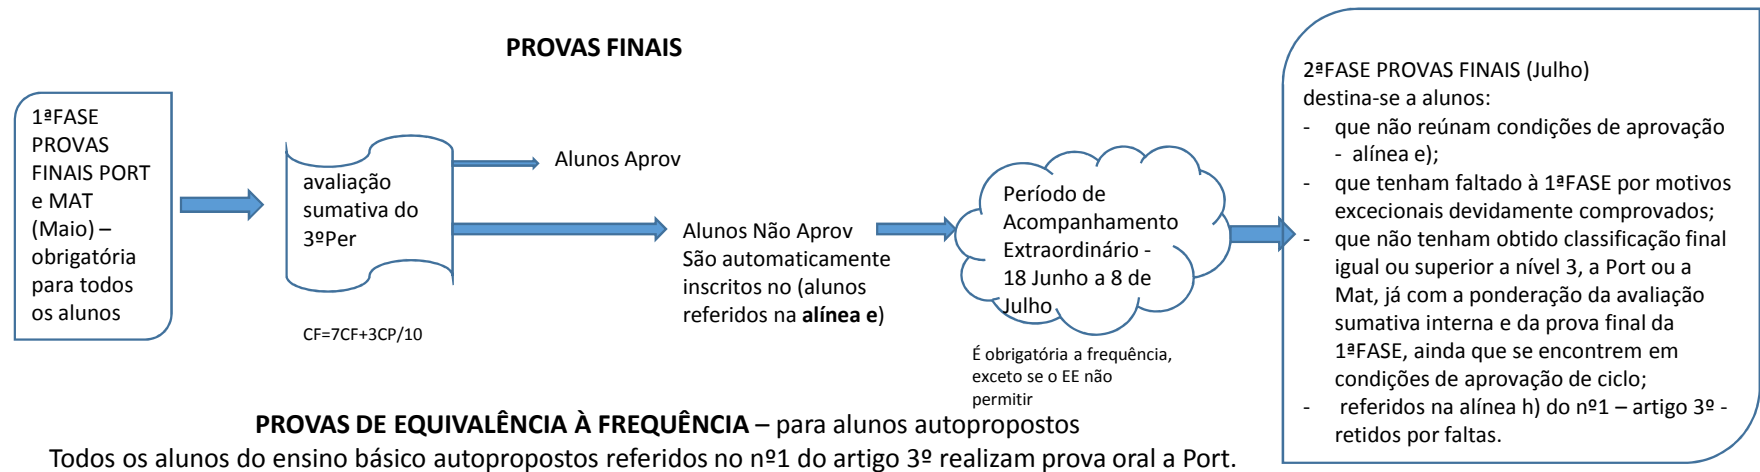 PROVAS FINAIS
1ªFASE
PROVAS
FINAIS PORT
e MAT
(Maio) –
obrigatória
para todos
os alunos
avaliação
sumativa do
3ºPer
CF=7CF+3CP/10
Alunos Aprov
Alunos Não Aprov
São automaticamente
inscritos no (alunos
referidos na alínea e)
Período de
Acompanhamento
Extraordinário -
18 Junho a 8 de
Julho
É obrigatória a frequência,
exceto se o EE não
permitir
2ªFASE PROVAS FINAIS (Julho)
destina-se a alunos:
- que não reúnam condições de aprovação
- alínea e);
- que tenham faltado à 1ªFASE por motivos
excecionais devidamente comprovados;
- que não tenham obtido classificação final
igual ou superior a nível 3, a Port ou a
Mat, já com a ponderação da avaliação
sumativa interna e da prova final da
1ªFASE, ainda que se encontrem em
condições de aprovação de ciclo;
- referidos na alínea h) do nº1 – artigo 3º -
retidos por faltas.
PROVAS DE EQUIVALÊNCIA À FREQUÊNCIA – para alunos autopropostos
Todos os alunos do ensino básico autopropostos referidos no nº1 do artigo 3º realizam prova oral a Port.